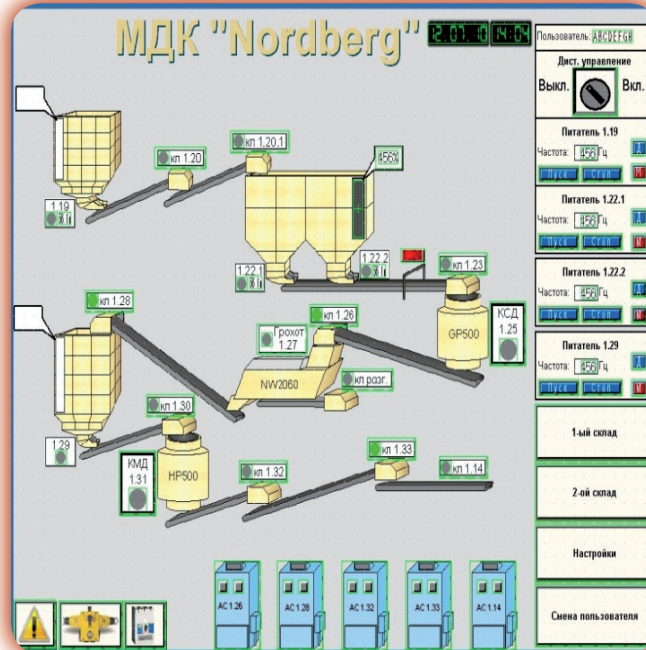 МДК "Nordberg"
12.07.10 14:04
Пользователь: ABCDEFGH
Дист. управление
Выкл. Вкл.
Питатель 1.19
Частота: 456 Гц
Пуск Стоп
Д
М
Питатель 1.22.1
Частота: 456 Гц
Пуск Стоп
Д
М
Питатель 1.22.2
Частота: 456 Гц
Пуск Стоп
Д
М
Питатель 1.29
Частота: 456 Гц
Пуск Стоп
Д
М
1-ый склад
2-ой склад
Настройки
Смена пользователя
кл 1.20
кл 1.20.1
456%
1.19
1.22.1
1.22.2
кл 1.23
КСД
1.25
GP500
кл 1.28
кл 1.26
Грохот
1.27
NW2060
кл разг.
1.29
кл 1.30
КМД
1.31
HP500
кл 1.32
кл 1.33
кл 1.14
АС 1.26
АС 1.28
АС 1.32
АС 1.33
АС 1.14